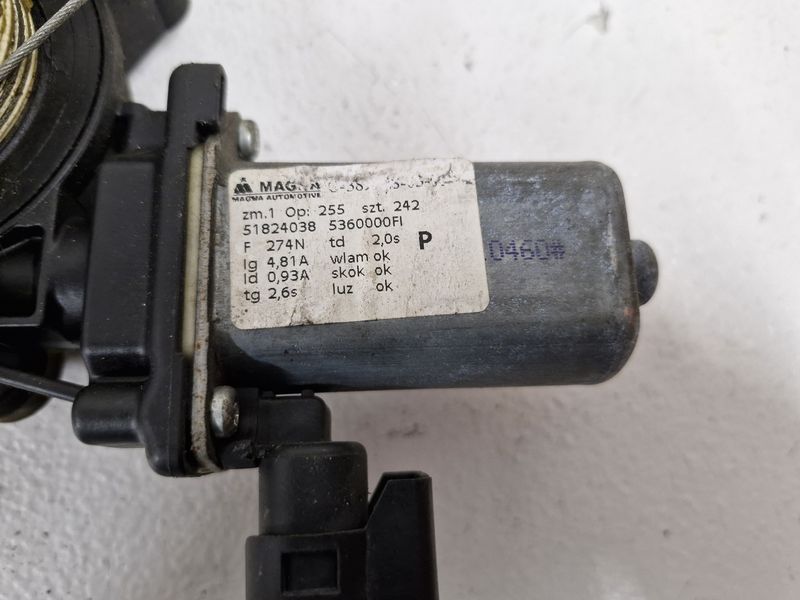 MAGNA
MAGNA AUTOMOTIVE
zm.1 Op: 255 szt. 242
51824038 5360000FI
F 274N td 2,0s P
Ig 4,81A wlam ok
Id 0,93A skok ok
tg 2,6s luz ok
0460#